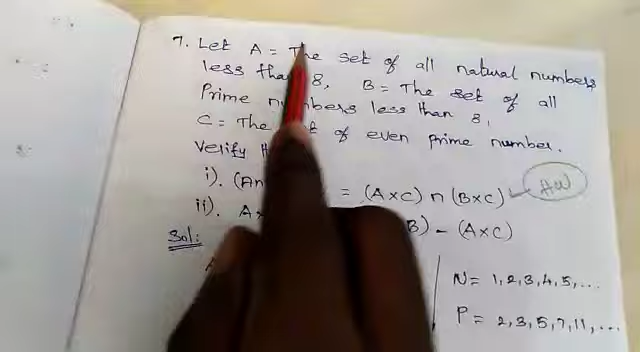 7. Let A = The set of all natural numbers
less than 8, B = The set of all
Prime numbers less than 8,
C = The of even prime number.
Verify
i). (A = (A×C) ∩ (B×C) HW
ii). A× B) - (A×C)
Sol:
N = 1,2,3,4,5,...
P = 2,3,5,7,11,...